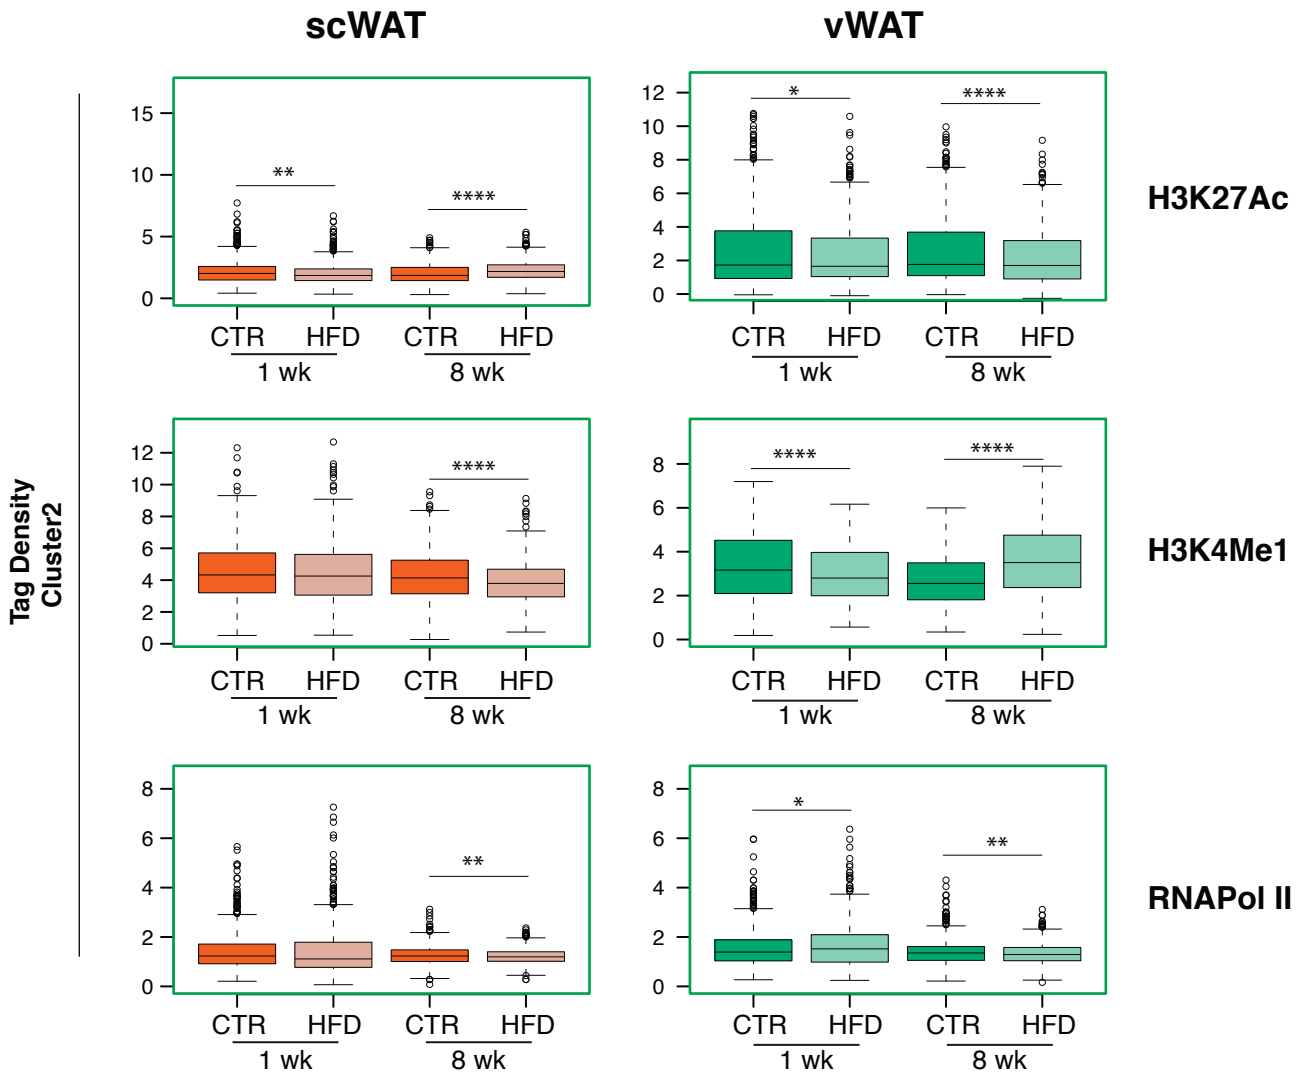 scWAT
vWAT
Tag Density
Cluster2
15
10
5
0
**
****
CTR HFD CTR HFD
1 wk 8 wk
12
10
8
6
4
2
0
*
****
CTR HFD CTR HFD
1 wk 8 wk
H3K27Ac
12
10
8
6
4
2
0
****
CTR HFD CTR HFD
1 wk 8 wk
8
6
4
2
0
****
****
CTR HFD CTR HFD
1 wk 8 wk
H3K4Me1
8
6
4
2
0
**
CTR HFD CTR HFD
1 wk 8 wk
8
6
4
2
0
*
**
CTR HFD CTR HFD
1 wk 8 wk
RNAPol II